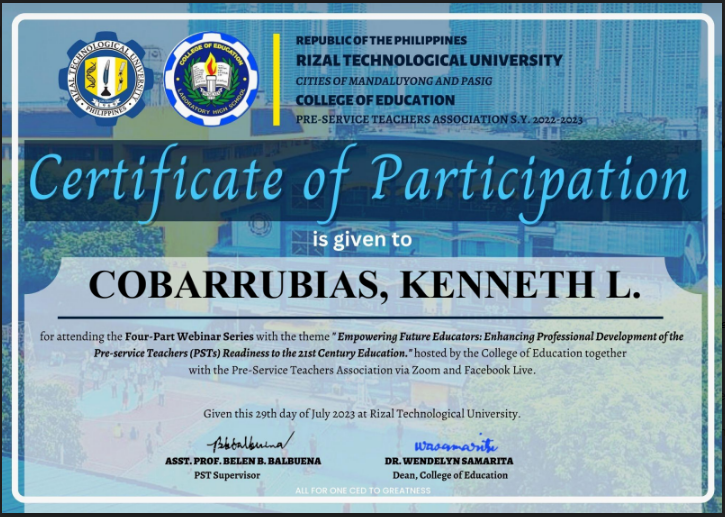 RIZAL TECHNOLOGICAL UNIVERSITY
PHILIPPINES
COLLEGE OF EDUCATION
LABORATORY HIGH SCHOOL
REPUBLIC OF THE PHILIPPINES
RIZAL TECHNOLOGICAL UNIVERSITY
CITIES OF MANDALUYONG AND PASIG
COLLEGE OF EDUCATION
PRE-SERVICE TEACHERS ASSOCIATION S.Y. 2022-2023
Certificate of Participation
is given to
COBARRUBIAS, KENNETH L.
for attending the Four-Part Webinar Series with the theme "Empowering Future Educators: Enhancing Professional Development of the
Pre-service Teachers (PSTs) Readiness to the 21st Century Education." hosted by the College of Education together
with the Pre-Service Teachers Association via Zoom and Facebook Live.
Given this 29th day of July 2023 at Rizal Technological University.
ASST. PROF. BELEN B. BALBUENA
PST Supervisor
DR. WENDELYN SAMARITA
Dean, College of Education
ALL FOR ONE CED TO GREATNESS